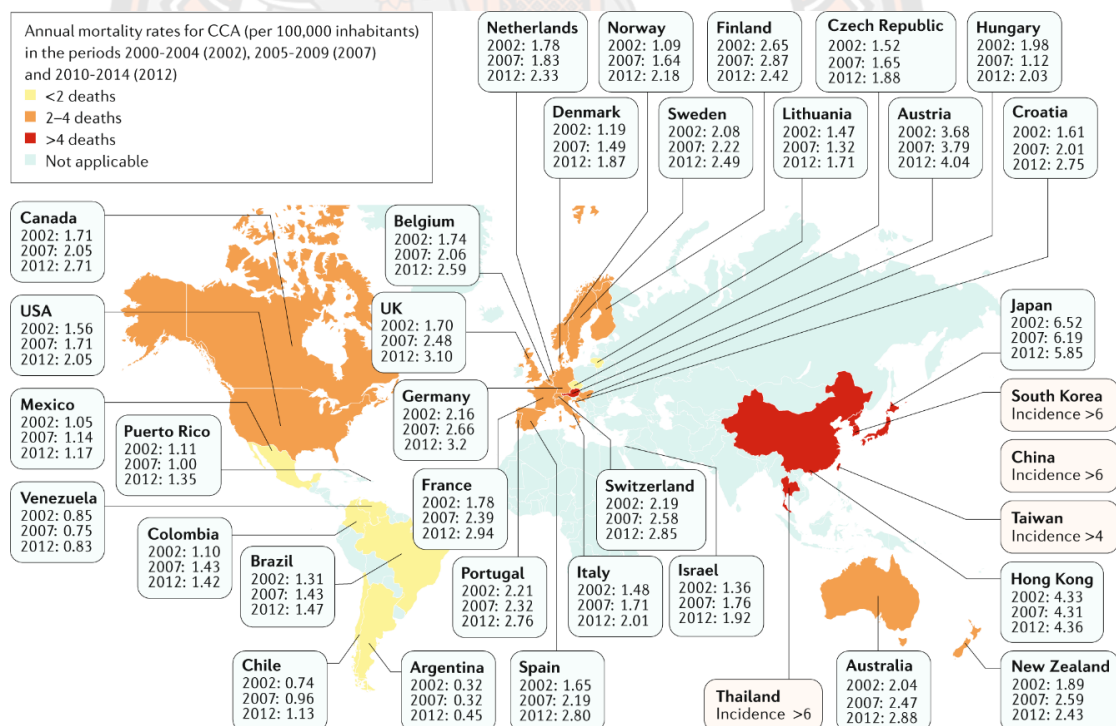 Annual mortality rates for CCA (per 100,000 inhabitants)
in the periods 2000-2004 (2002), 2005-2009 (2007)
and 2010-2014 (2012)
<2 deaths
2–4 deaths
>4 deaths
Not applicable
Netherlands
2002: 1.78
2007: 1.83
2012: 2.33
Norway
2002: 1.09
2007: 1.64
2012: 2.18
Finland
2002: 2.65
2007: 2.87
2012: 2.42
Czech Republic
2002: 1.52
2007: 1.65
2012: 1.88
Hungary
2002: 1.98
2007: 1.12
2012: 2.03
Denmark
2002: 1.19
2007: 1.49
2012: 1.87
Sweden
2002: 2.08
2007: 2.22
2012: 2.49
Lithuania
2002: 1.47
2007: 1.32
2012: 1.71
Austria
2002: 3.68
2007: 3.79
2012: 4.04
Croatia
2002: 1.61
2007: 2.01
2012: 2.75
Canada
2002: 1.71
2007: 2.05
2012: 2.71
Belgium
2002: 1.74
2007: 2.06
2012: 2.59
USA
2002: 1.56
2007: 1.71
2012: 2.05
UK
2002: 1.70
2007: 2.48
2012: 3.10
Japan
2002: 6.52
2007: 6.19
2012: 5.85
Mexico
2002: 1.05
2007: 1.14
2012: 1.17
Puerto Rico
2002: 1.11
2007: 1.00
2012: 1.35
Germany
2002: 2.16
2007: 2.66
2012: 3.2
South Korea
Incidence >6
China
Incidence >6
Venezuela
2002: 0.85
2007: 0.75
2012: 0.83
Colombia
2002: 1.10
2007: 1.43
2012: 1.42
Brazil
2002: 1.31
2007: 1.43
2012: 1.47
France
2002: 1.78
2007: 2.39
2012: 2.94
Switzerland
2002: 2.19
2007: 2.58
2012: 2.85
Taiwan
Incidence >4
Portugal
2002: 2.21
2007: 2.32
2012: 2.76
Italy
2002: 1.48
2007: 1.71
2012: 2.01
Israel
2002: 1.36
2007: 1.76
2012: 1.92
Hong Kong
2002: 4.33
2007: 4.31
2012: 4.36
Chile
2002: 0.74
2007: 0.96
2012: 1.13
Argentina
2002: 0.32
2007: 0.32
2012: 0.45
Spain
2002: 1.65
2007: 2.19
2012: 2.80
Thailand
Incidence >6
Australia
2002: 2.04
2007: 2.47
2012: 2.88
New Zealand
2002: 1.89
2007: 2.59
2012: 2.43